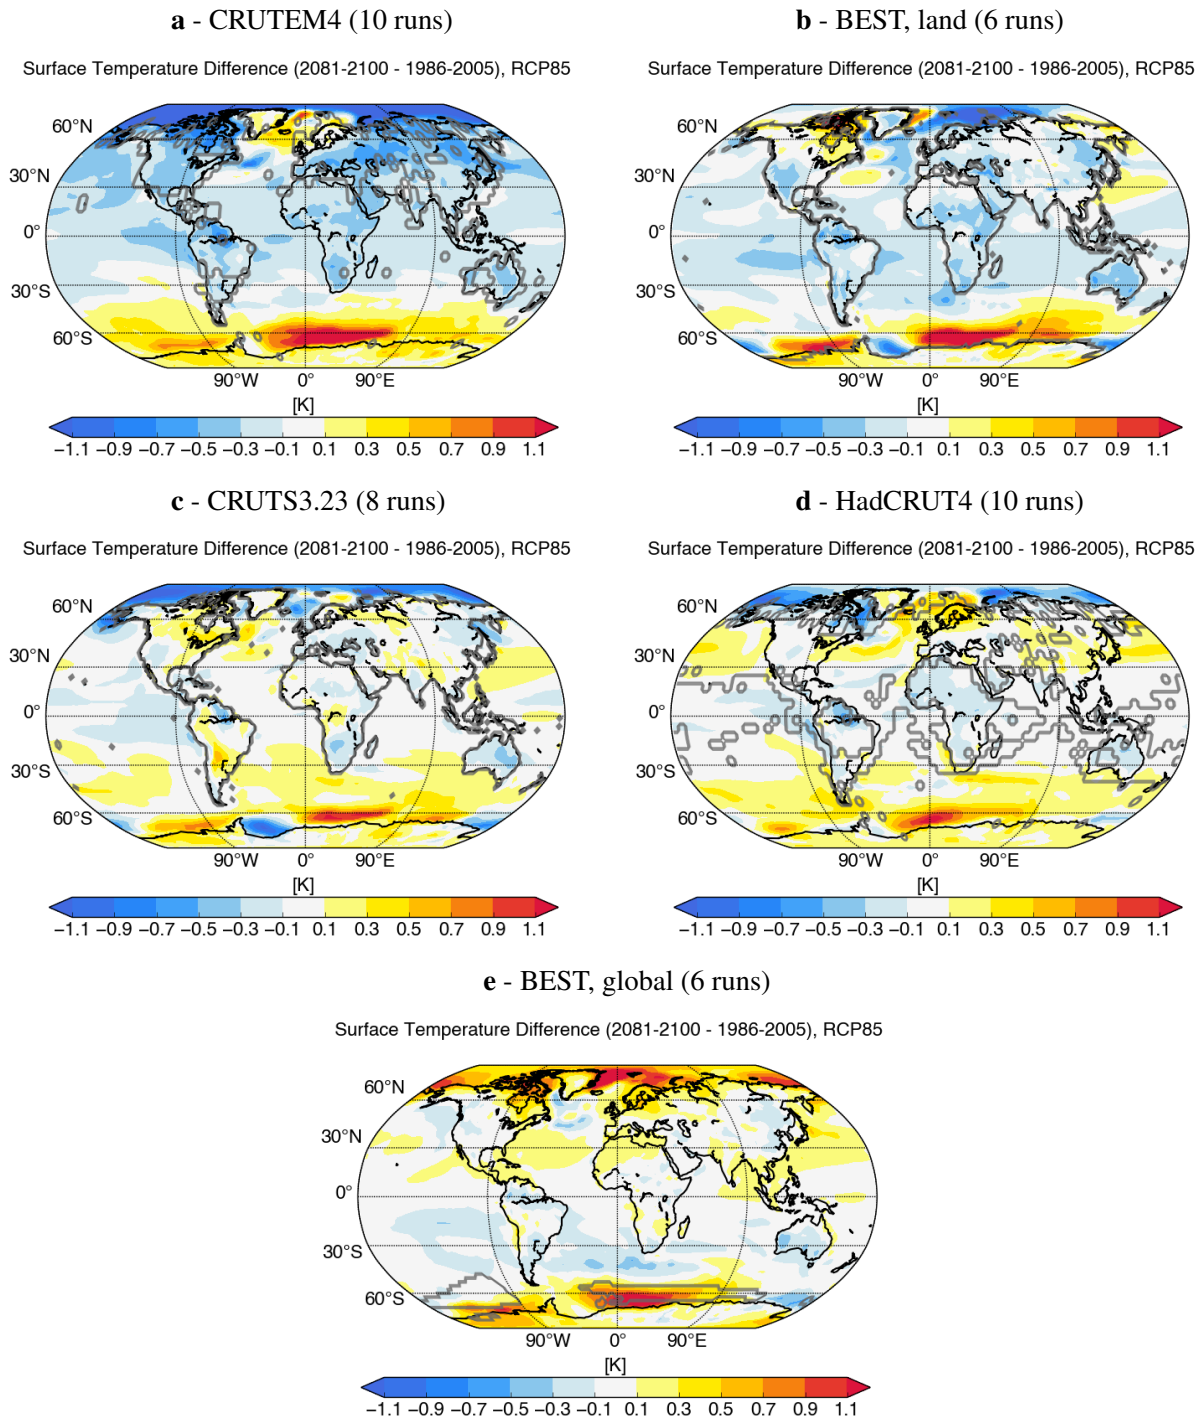 a - CRUTEM4 (10 runs)
Surface Temperature Difference (2081-2100 - 1986-2005), RCP85
60°N
30°N
0°
30°S
60°S
90°W 0° 90°E
[K]
−1.1 −0.9 −0.7 −0.5 −0.3 −0.1 0.1 0.3 0.5 0.7 0.9 1.1
b - BEST, land (6 runs)
Surface Temperature Difference (2081-2100 - 1986-2005), RCP85
60°N
30°N
0°
30°S
60°S
90°W 0° 90°E
[K]
−1.1 −0.9 −0.7 −0.5 −0.3 −0.1 0.1 0.3 0.5 0.7 0.9 1.1
c - CRUTS3.23 (8 runs)
Surface Temperature Difference (2081-2100 - 1986-2005), RCP85
60°N
30°N
0°
30°S
60°S
90°W 0° 90°E
[K]
−1.1 −0.9 −0.7 −0.5 −0.3 −0.1 0.1 0.3 0.5 0.7 0.9 1.1
d - HadCRUT4 (10 runs)
Surface Temperature Difference (2081-2100 - 1986-2005), RCP85
60°N
30°N
0°
30°S
60°S
90°W 0° 90°E
[K]
−1.1 −0.9 −0.7 −0.5 −0.3 −0.1 0.1 0.3 0.5 0.7 0.9 1.1
e - BEST, global (6 runs)
Surface Temperature Difference (2081-2100 - 1986-2005), RCP85
60°N
30°N
0°
30°S
60°S
90°W 0° 90°E
[K]
−1.1 −0.9 −0.7 −0.5 −0.3 −0.1 0.1 0.3 0.5 0.7 0.9 1.1